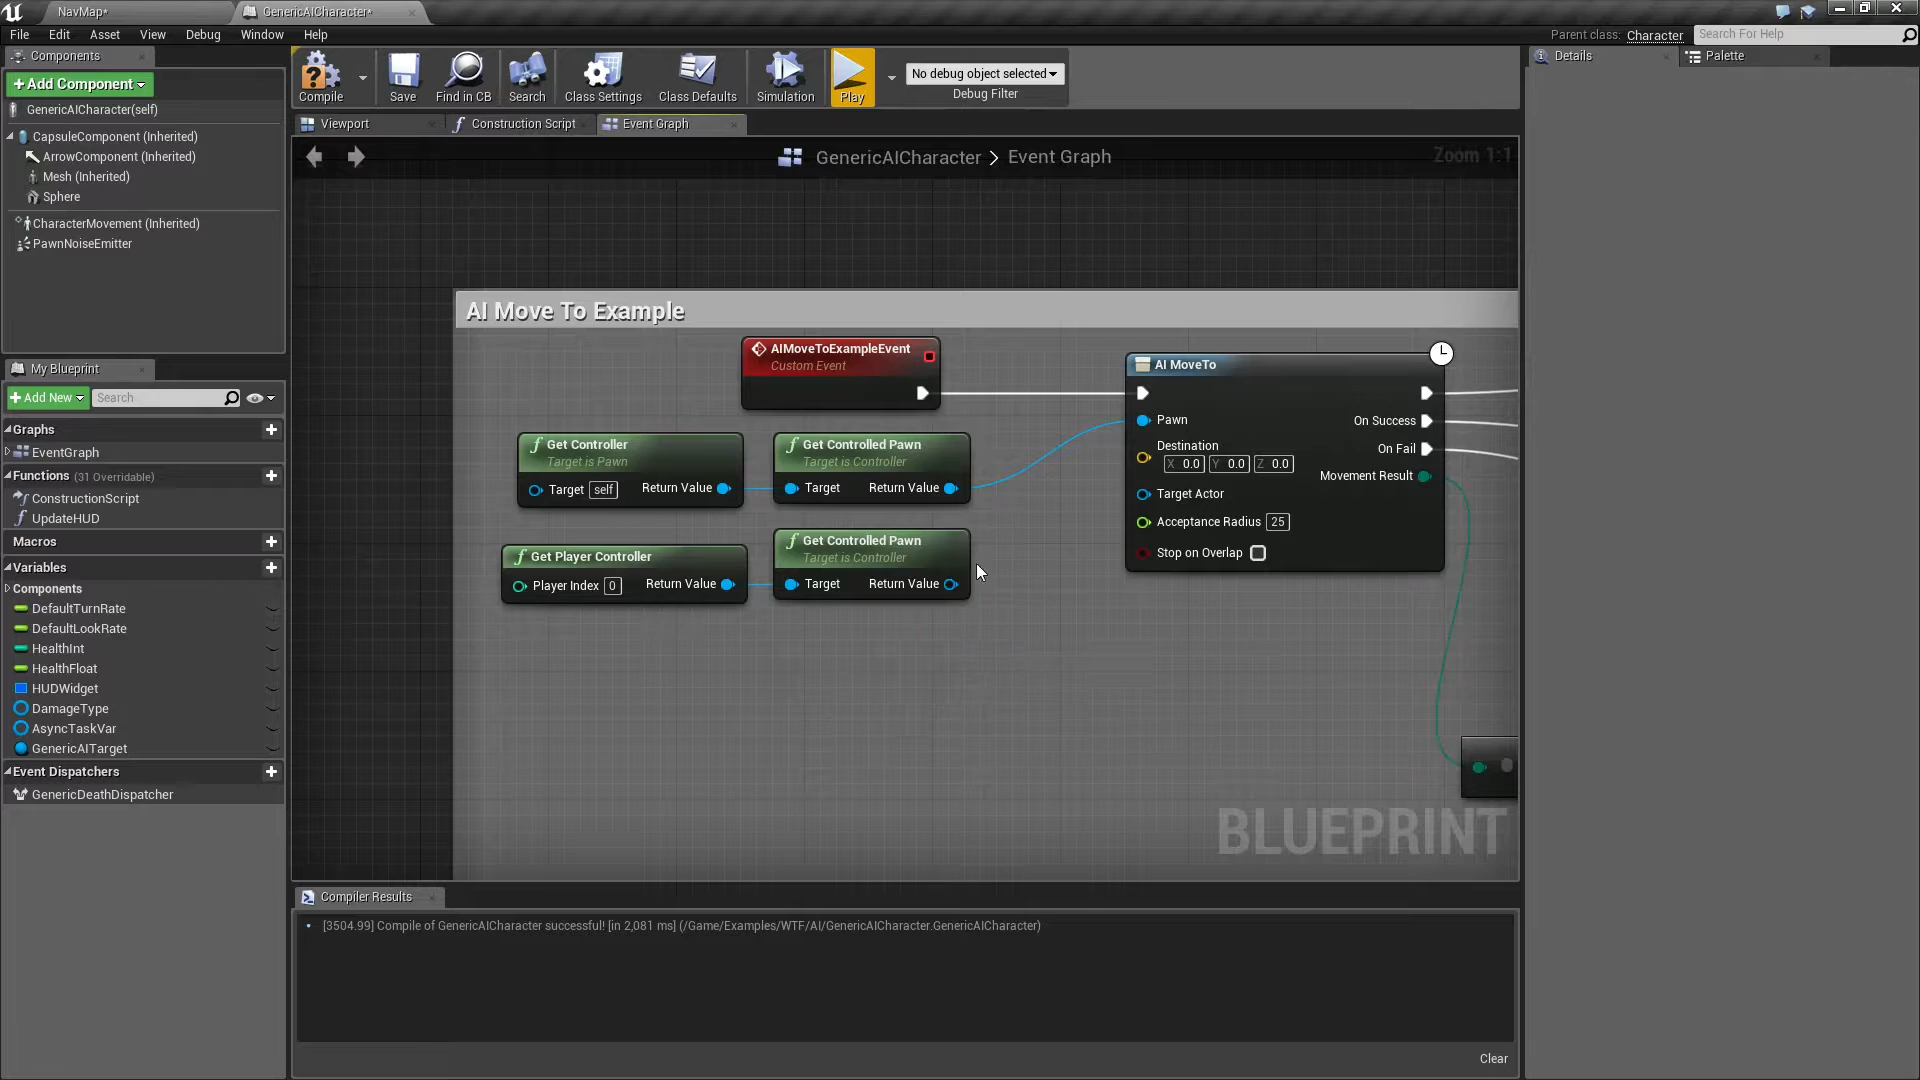 NavMap*
GenericAICharacter*
File Edit Asset View Debug Window Help
Parent class: Character
Search For Help
Components
+Add Component
GenericAICharacter(self)
CapsuleComponent (Inherited)
ArrowComponent (Inherited)
Mesh (Inherited)
Sphere
CharacterMovement (Inherited)
PawnNoiseEmitter
My Blueprint
+Add New
Search
Graphs
EventGraph
Functions (31 Overridable)
ConstructionScript
UpdateHUD
Macros
Variables
Components
DefaultTurnRate
DefaultLookRate
HealthInt
HealthFloat
HUDWidget
DamageType
AsyncTaskVar
GenericAITarget
Event Dispatchers
GenericDeathDispatcher
Compile
Save
Find in CB
Search
Class Settings
Class Defaults
Simulation
Play
No debug object selected
Debug Filter
Viewport
Construction Script
Event Graph
GenericAICharacter > Event Graph
Zoom 1:1
AI Move To Example
AIMoveToExampleEvent
Custom Event
Get Controller
Target is Pawn
Target self
Return Value
Get Controlled Pawn
Target is Controller
Target
Return Value
Get Player Controller
Player Index 0
Return Value
Get Controlled Pawn
Target is Controller
Target
Return Value
AI MoveTo
Pawn
On Success
Destination
X 0.0 Y 0.0 Z 0.0
On Fail
Movement Result
Target Actor
Acceptance Radius 25
Stop on Overlap
BLUEPRINT
Compiler Results
[3504.99] Compile of GenericAICharacter successful! [in 2,081 ms] (/Game/Examples/WTF/AI/GenericAICharacter.GenericAICharacter)
Clear
Details
Palette